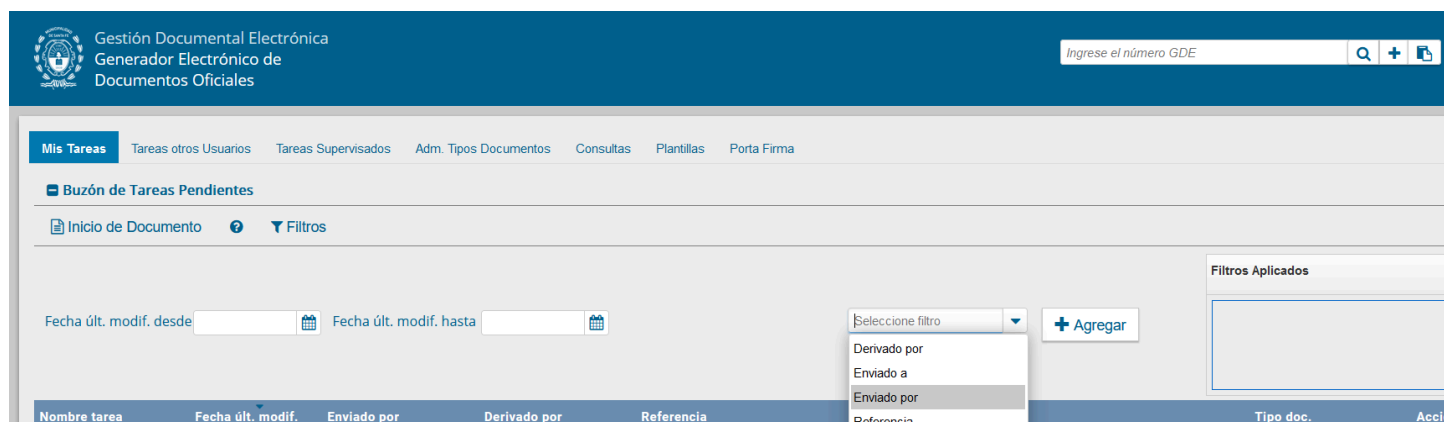 Gestión Documental Electrónica
Generador Electrónico de
Documentos Oficiales
Ingrese el número GDE
Mis Tareas Tareas otros Usuarios Tareas Supervisados Adm. Tipos Documentos Consultas Plantillas Porta Firma
Buzón de Tareas Pendientes
Inicio de Documento Filtros
Filtros Aplicados
Fecha últ. modif. desde Fecha últ. modif. hasta Seleccione filtro Agregar
Derivado por
Enviado a
Enviado por
Referencia
Nombre tarea Fecha últ. modif. Enviado por Derivado por Referencia Tipo doc.